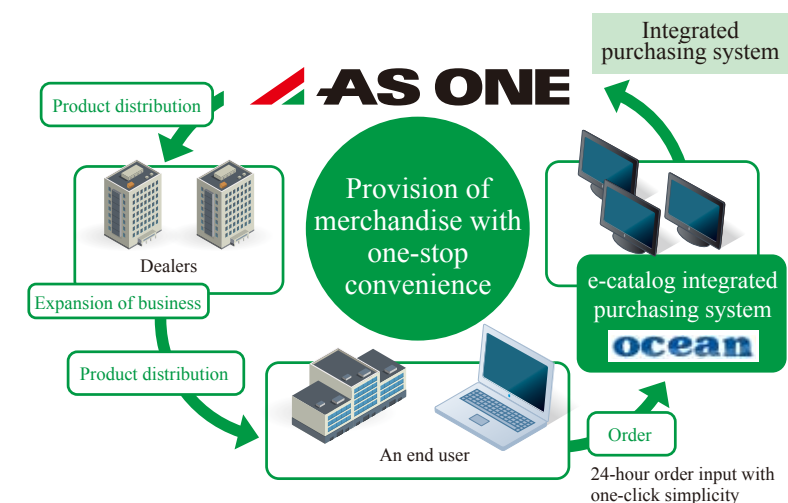 Integrated
purchasing system
AS ONE
Product distribution
Provision of
merchandise with
one-stop
convenience
Dealers
Expansion of business
e-catalog integrated
purchasing system
ocean
Product distribution
An end user
Order
24-hour order input with
one-click simplicity